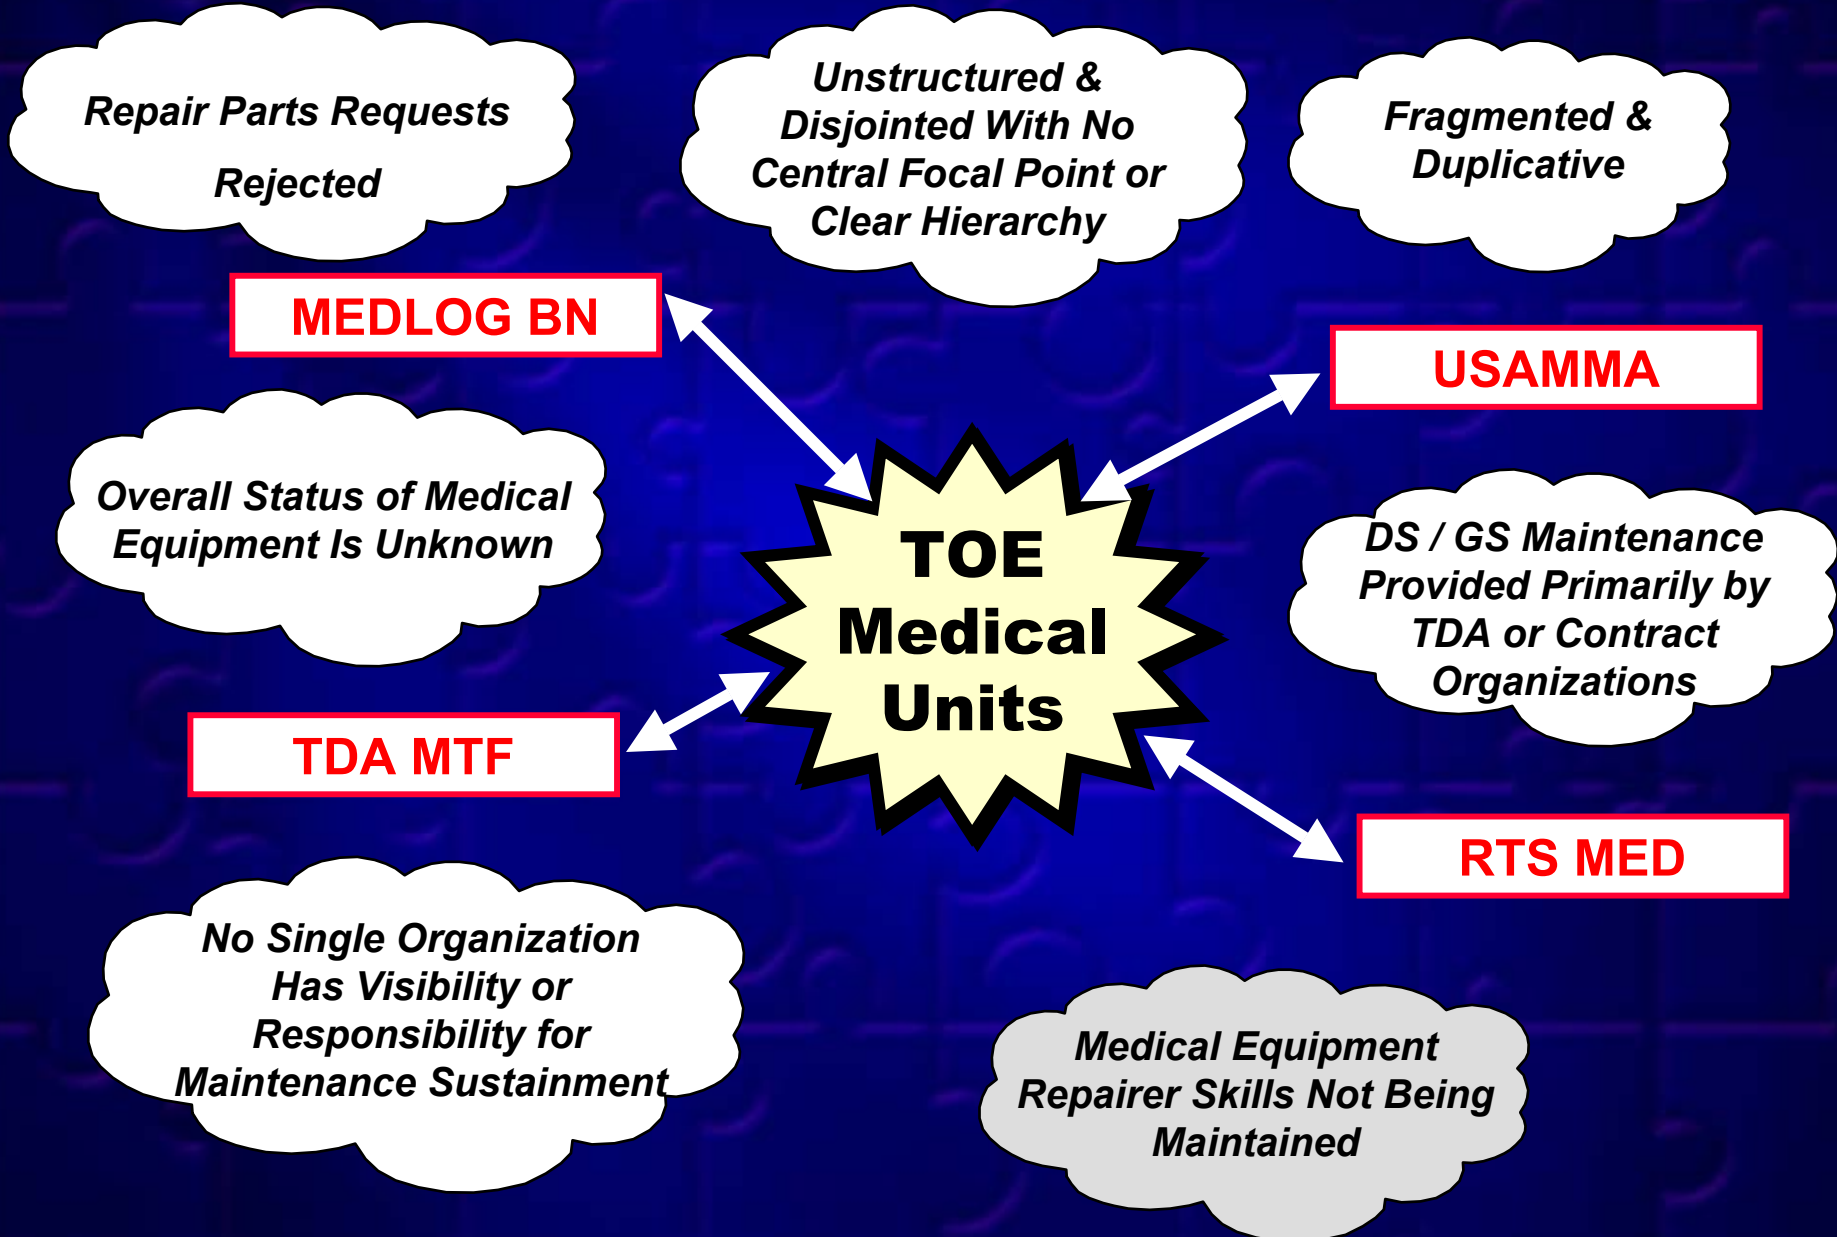 Repair Parts Requests
Rejected
Unstructured &
Disjointed With No
Central Focal Point or
Clear Hierarchy
Fragmented &
Duplicative
MEDLOG BN
USAMMA
Overall Status of Medical
Equipment Is Unknown
TOE
Medical
Units
DS / GS Maintenance
Provided Primarily by
TDA or Contract
Organizations
TDA MTF
RTS MED
No Single Organization
Has Visibility or
Responsibility for
Maintenance Sustainment
Medical Equipment
Repairer Skills Not Being
Maintained